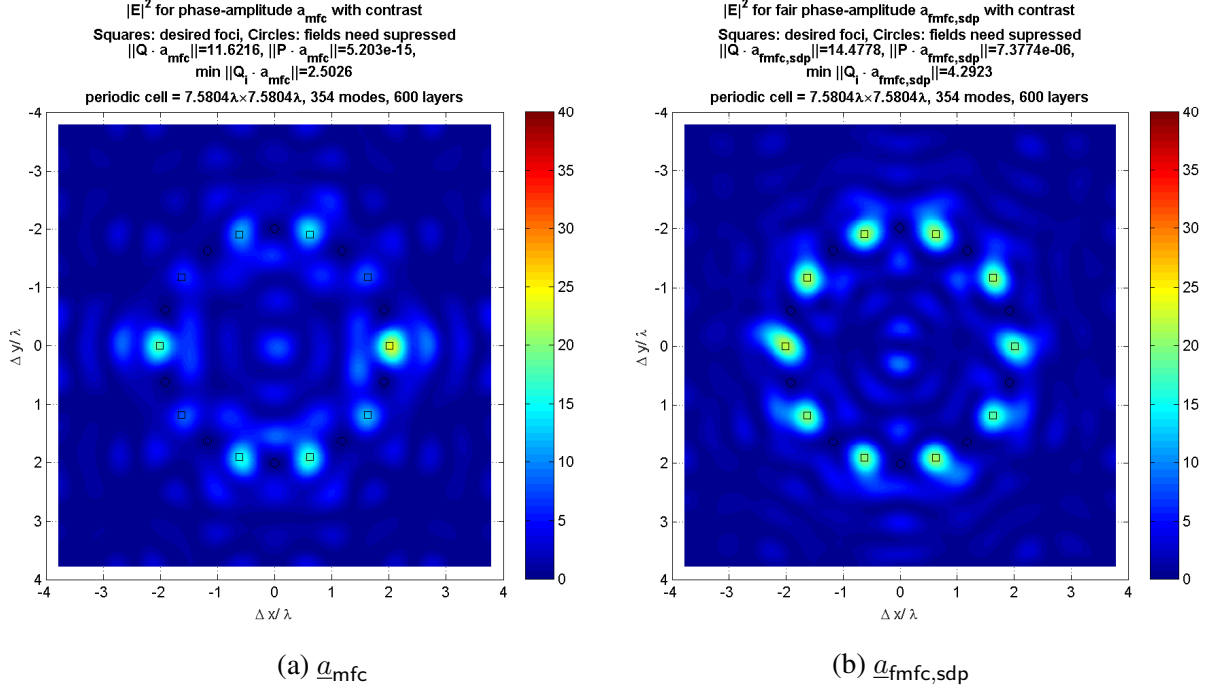 |E|² for phase-amplitude a_mfc with contrast
Squares: desired foci, Circles: fields need supressed
||Q · a_mfc||=11.6216, ||P · a_mfc||=5.203e-15,
min ||Q_i · a_mfc||=2.5026
periodic cell = 7.5804λ×7.5804λ, 354 modes, 600 layers
-4
-3
-2
-1
0
1
2
3
4
Δ y/ λ
-4 -3 -2 -1 0 1 2 3 4
Δ x/ λ
40
35
30
25
20
15
10
5
0
(a) a_mfc
|E|² for fair phase-amplitude a_fmfc,sdp with contrast
Squares: desired foci, Circles: fields need supressed
||Q · a_fmfc,sdp||=14.4778, ||P · a_fmfc,sdp||=7.3774e-06,
min ||Q_i · a_fmfc,sdp||=4.2923
periodic cell = 7.5804λ×7.5804λ, 354 modes, 600 layers
-4
-3
-2
-1
0
1
2
3
4
Δ y/ λ
-4 -3 -2 -1 0 1 2 3 4
Δ x/ λ
40
35
30
25
20
15
10
5
0
(b) a_fmfc,sdp